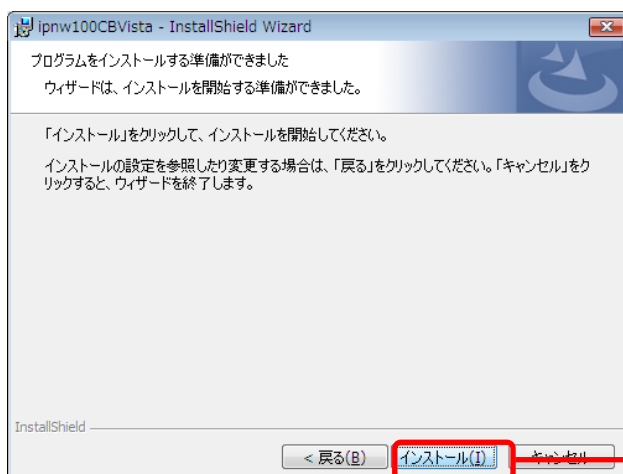 ipnw100CBVista - InstallShield Wizard
プログラムをインストールする準備ができました
ウィザードは、インストールを開始する準備ができました。
「インストール」をクリックして、インストールを開始してください。
インストールの設定を参照したり変更する場合は、「戻る」をクリックしてください。「キャンセル」をク
リックすると、ウィザードを終了します。
InstallShield
< 戻る(B) インストール(I) キャンセル